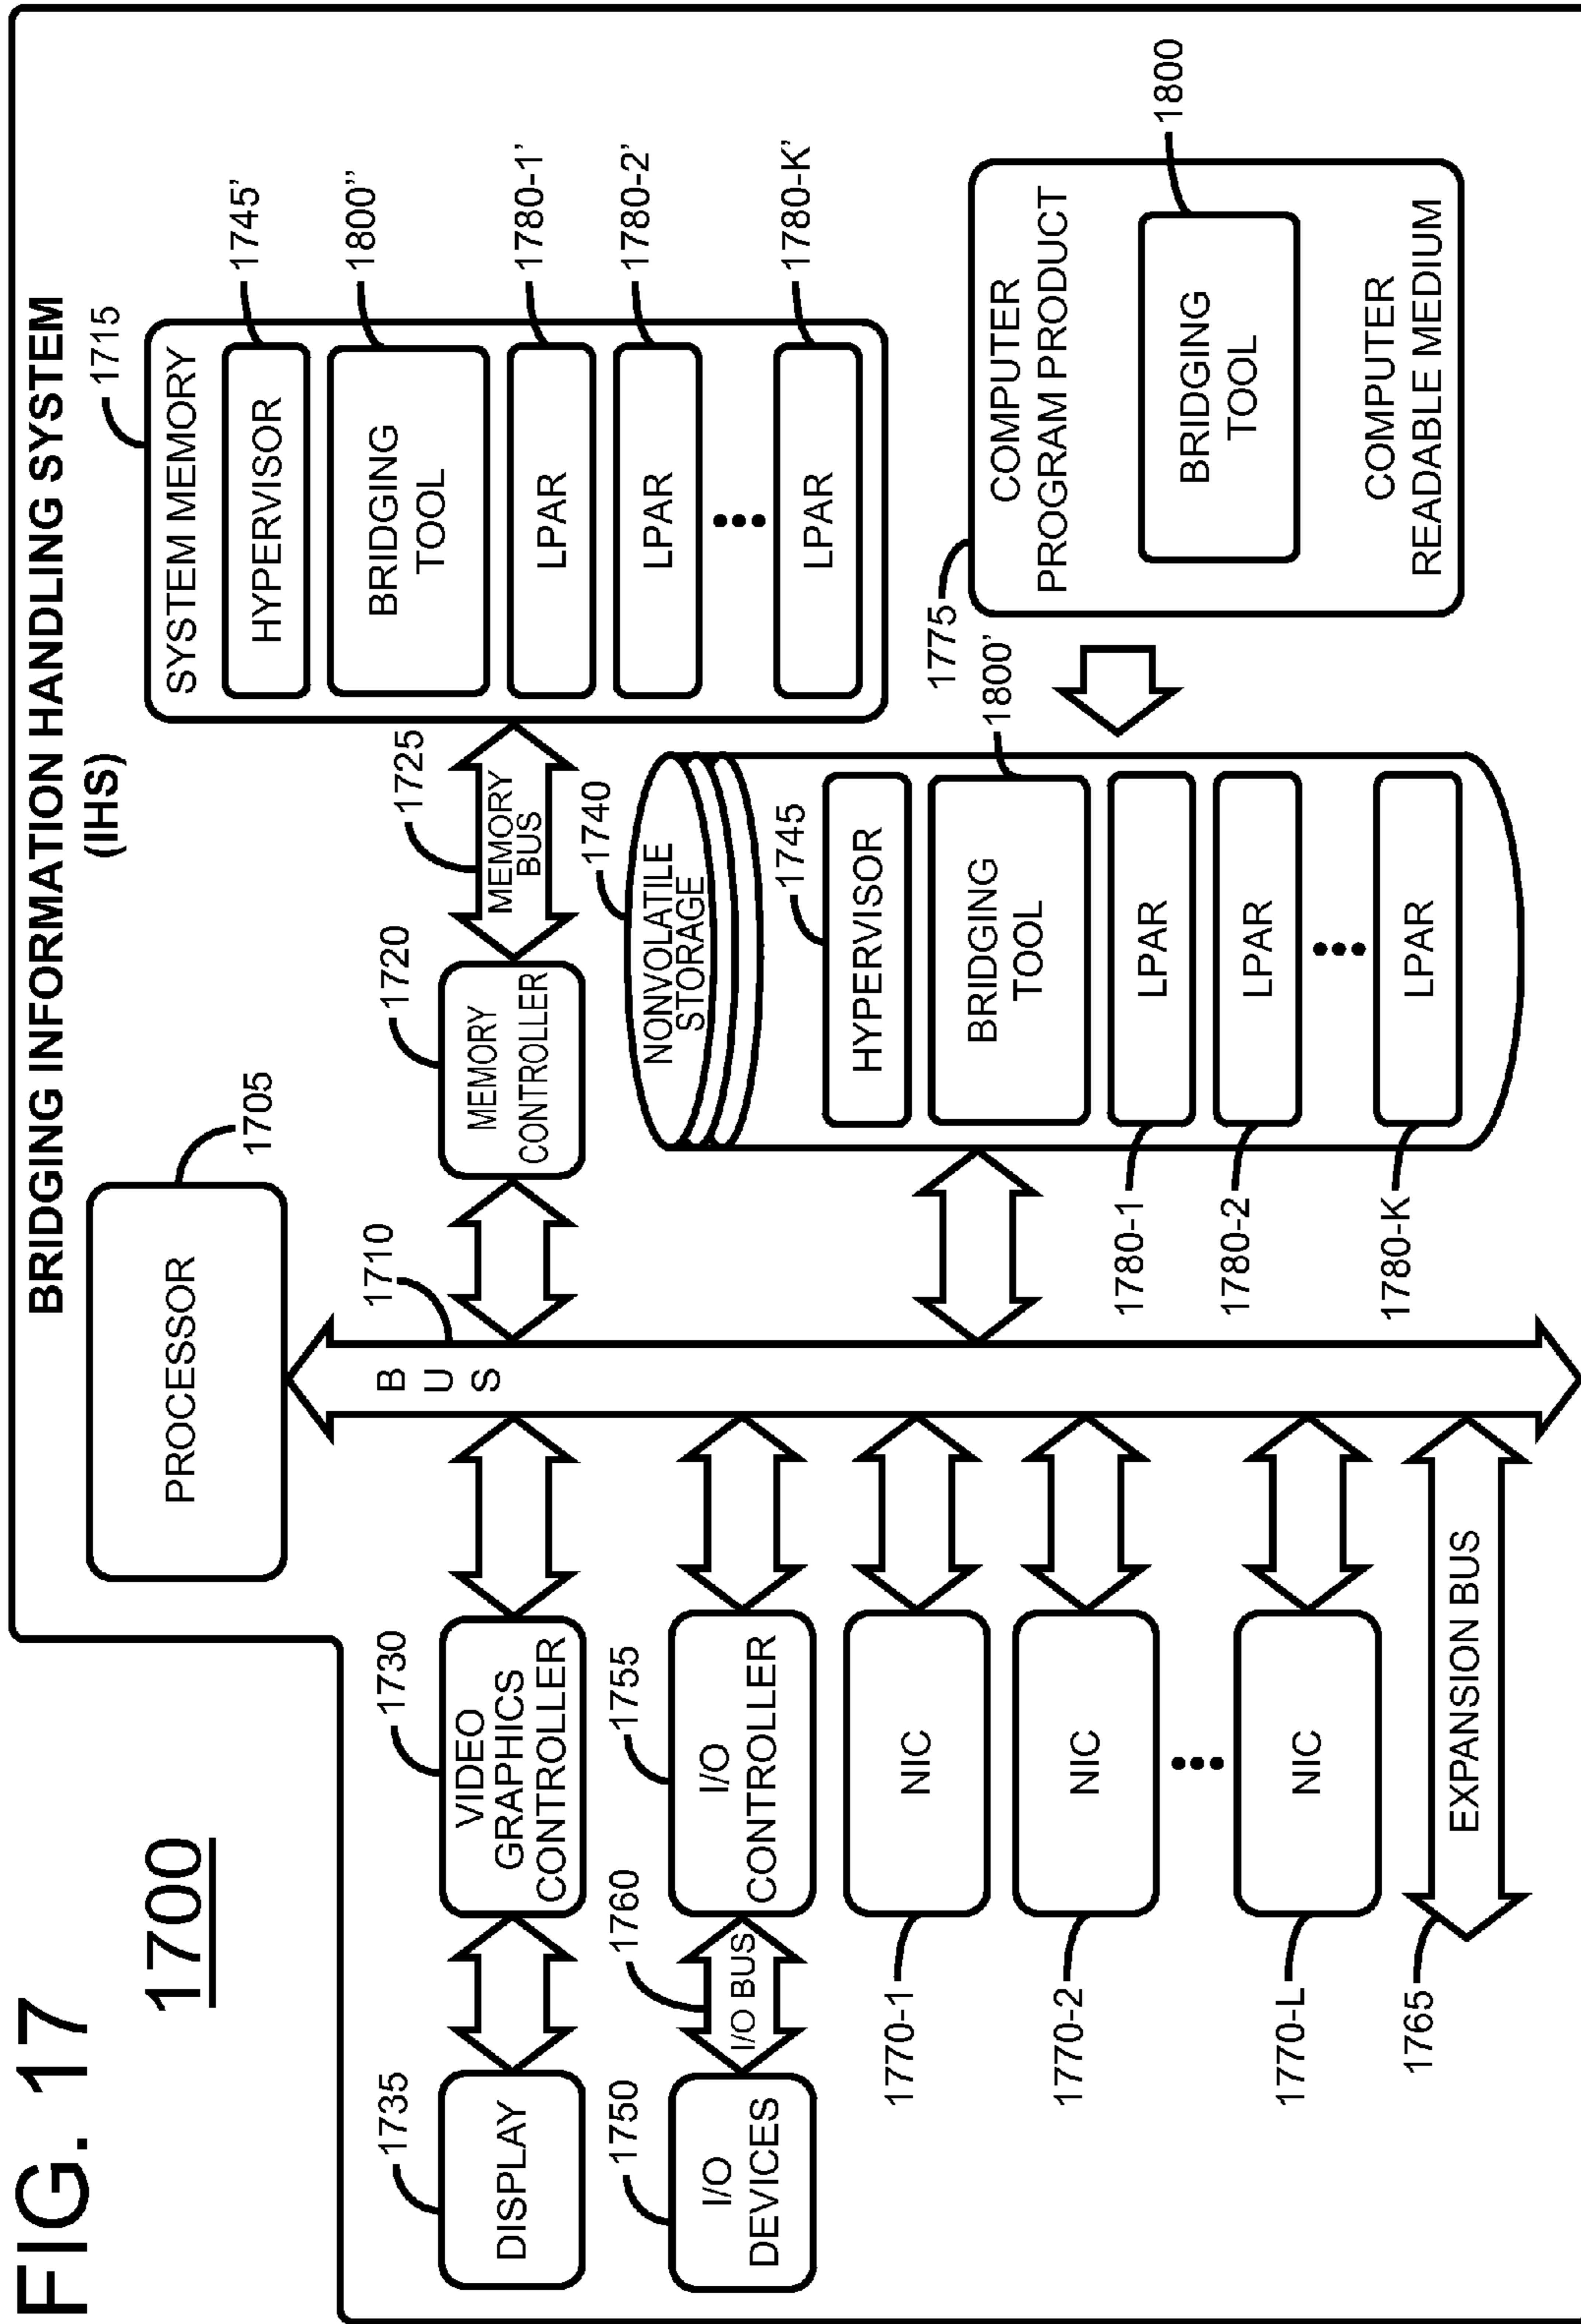 FIG. 17
1700
BRIDGING INFORMATION HANDLING SYSTEM
(IHS)
PROCESSOR
1705
BUS
1710
1735
DISPLAY
1730
VIDEO
GRAPHICS
CONTROLLER
1720
MEMORY
CONTROLLER
1725
MEMORY
BUS
1715
SYSTEM MEMORY
HYPERVISOR
1745’
BRIDGING
TOOL
1800”
LPAR
1780-1’
LPAR
1780-2’
•••
LPAR
1780-K’
1750
I/O
DEVICES
1760
I/O BUS
1755
I/O
CONTROLLER
1740
NONVOLATILE
STORAGE
1745
HYPERVISOR
BRIDGING
TOOL
1800’
LPAR
1780-1
LPAR
1780-2
•••
LPAR
1780-K
1775
COMPUTER
PROGRAM PRODUCT
BRIDGING
TOOL
1800
COMPUTER
READABLE MEDIUM
NIC
1770-1
NIC
1770-2
•••
NIC
1770-L
EXPANSION BUS
1765